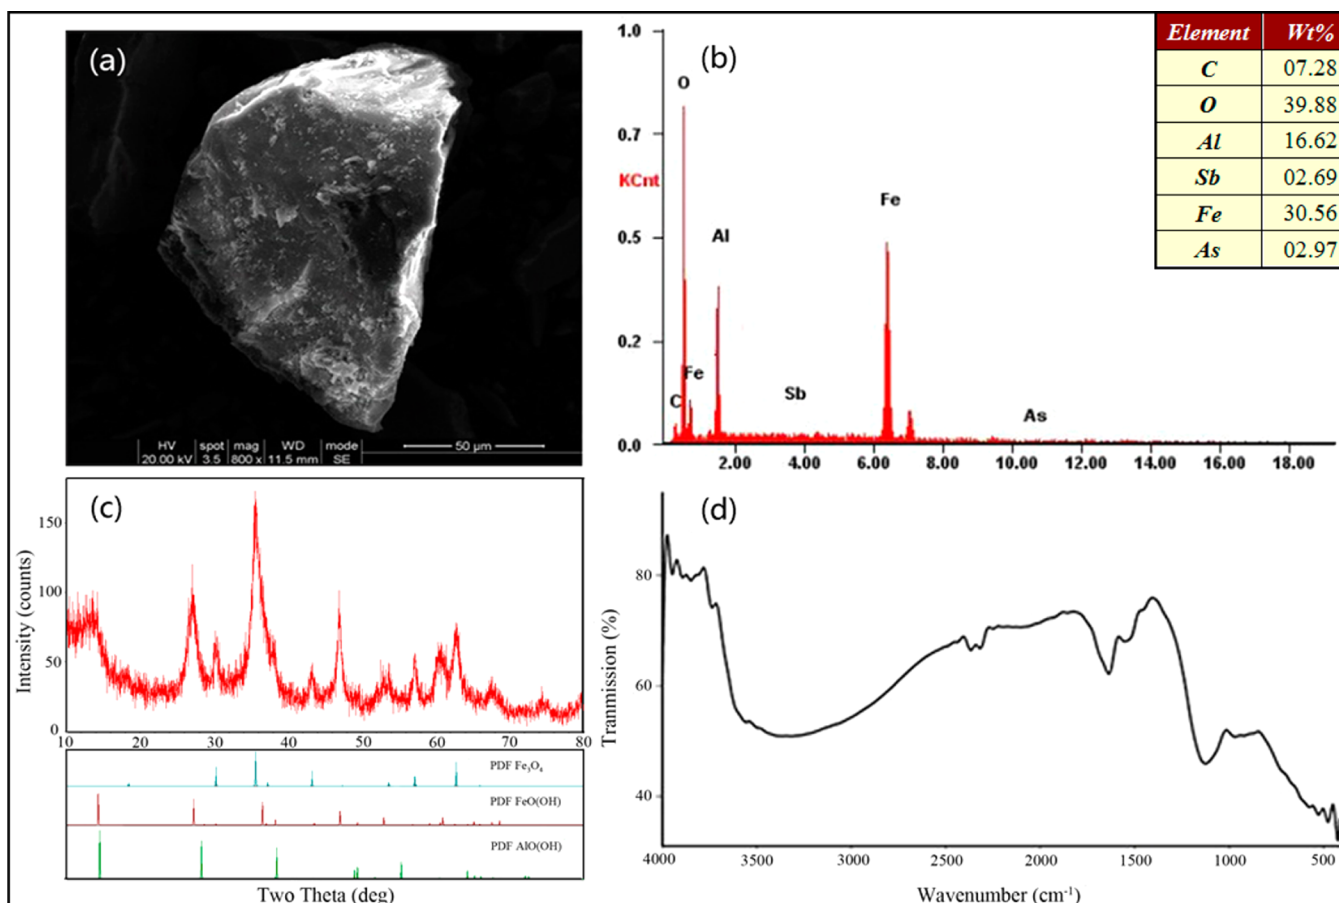 (a)
HV spot mag WD mode
20.00 kV 3.5 800 x 11.5 mm SE
50 µm
(b)
1.0
0.7
KCnt
0.5
0.2
0.0
O
Al
Fe
Fe
C
Sb
As
2.00 4.00 6.00 8.00 10.00 12.00 14.00 16.00 18.00
Element Wt%
C 07.28
O 39.88
Al 16.62
Sb 02.69
Fe 30.56
As 02.97
(c)
Intensity (counts)
150
100
50
0
10 20 30 40 50 60 70 80
PDF Fe₃O₄
PDF FeO(OH)
PDF AlO(OH)
Two Theta (deg)
(d)
Tranmission (%)
80
60
40
4000 3500 3000 2500 2000 1500 1000 500
Wavenumber (cm⁻¹)